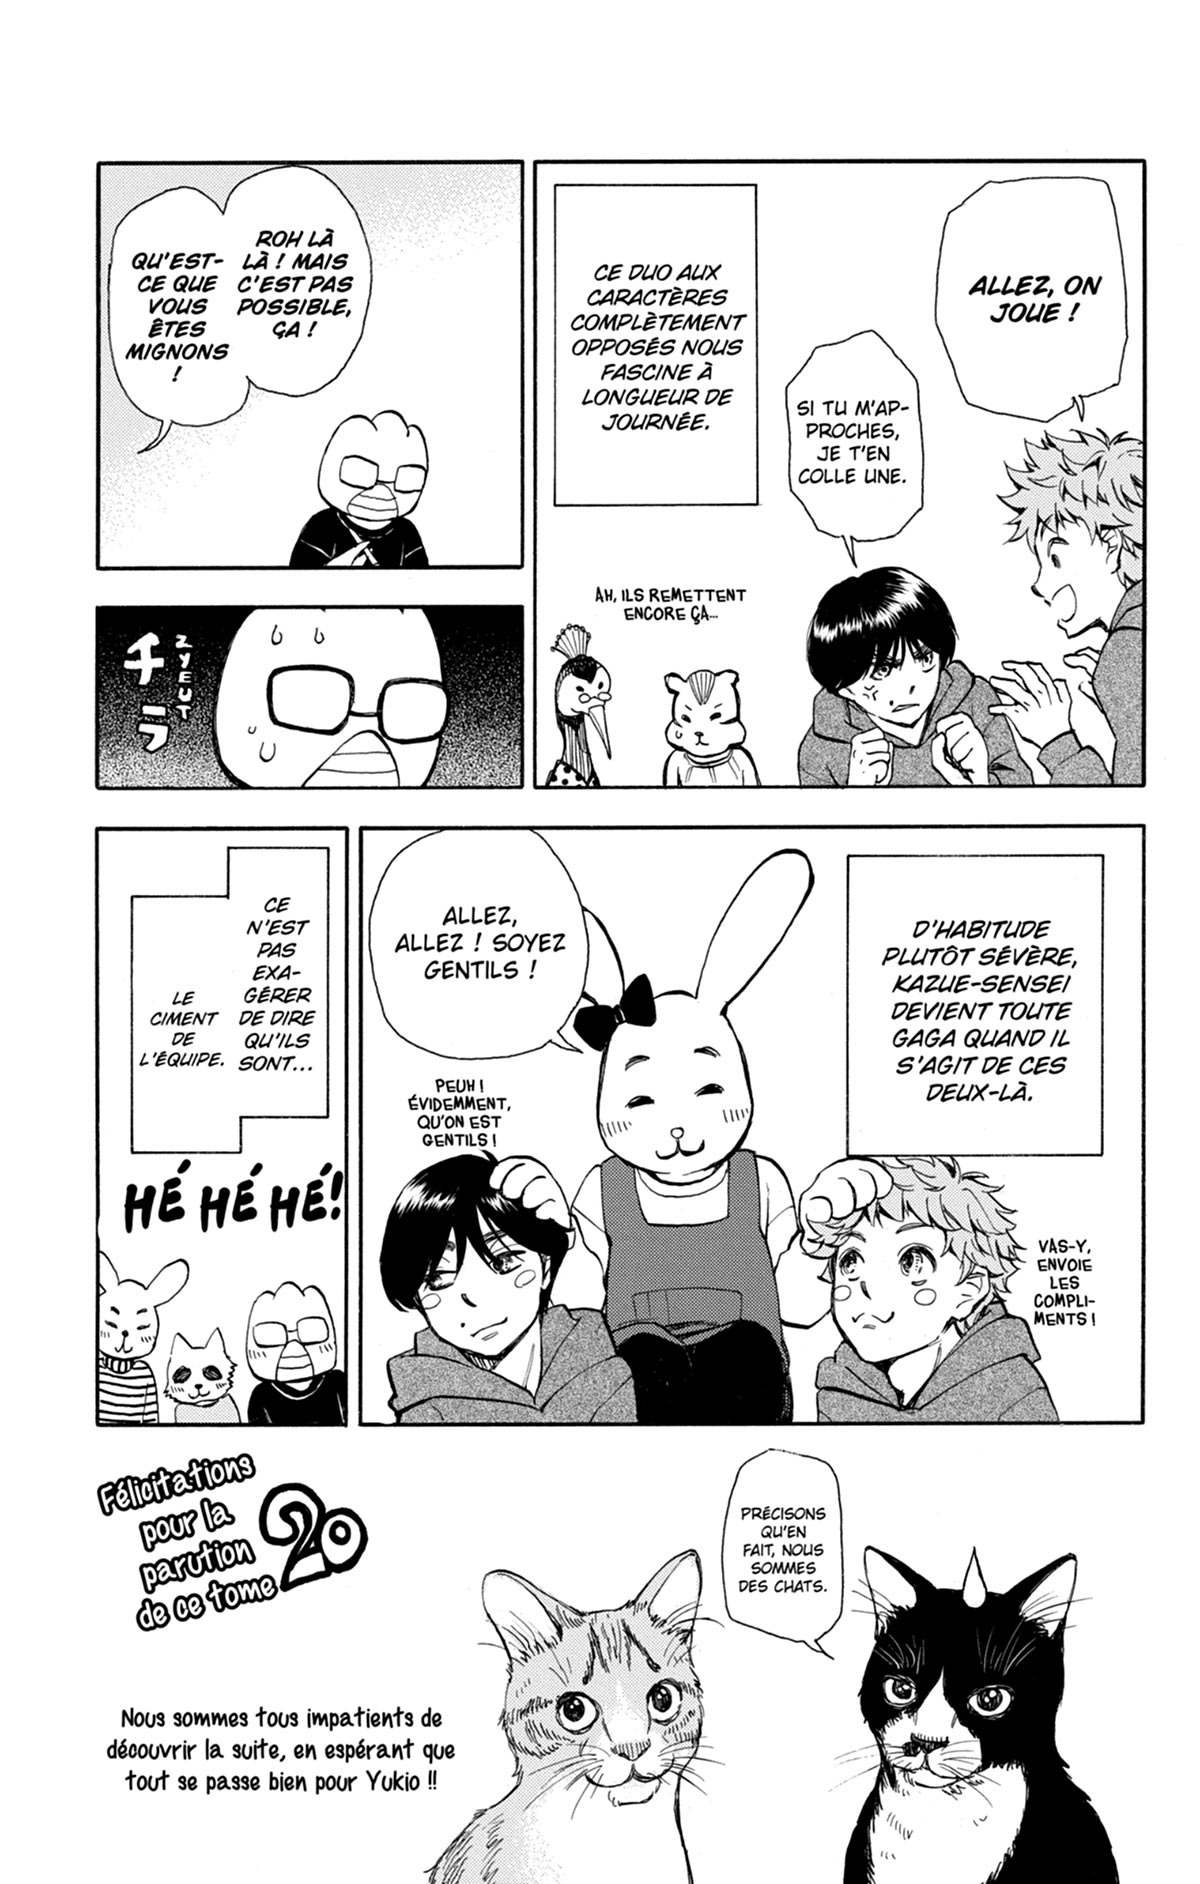 ALLEZ, ON
JOUE !
SI TU M'AP-
PROCHES,
JE T'EN
COLLE UNE.
CE DUO AUX
CARACTÈRES
COMPLÈTEMENT
OPPOSÉS NOUS
FASCINE À
LONGUEUR DE
JOURNÉE.
AH, ILS REMETTENT
ENCORE ÇA...
ROH LÀ
LÀ ! MAIS
C'EST PAS
POSSIBLE,
ÇA !
QU'EST-
CE QUE
VOUS
ÊTES
MIGNONS
!
ZYEUT
チラ
D'HABITUDE
PLUTÔT SÉVÈRE,
KAZUE-SENSEI
DEVIENT TOUTE
GAGA QUAND IL
S'AGIT DE CES
DEUX-LÀ.
ALLEZ,
ALLEZ ! SOYEZ
GENTILS !
PEUH !
ÉVIDEMMENT,
QU'ON EST
GENTILS !
VAS-Y,
ENVOIE
LES
COMPLI-
MENTS !
CE
N'EST
PAS
EXA-
GÉRER
DE DIRE
QU'ILS
SONT...
LE
CIMENT
DE
L'ÉQUIPE.
HÉ HÉ HÉ!
Félicitations
pour la
parution
de ce tome
20
PRÉCISONS
QU'EN
FAIT, NOUS
SOMMES
DES CHATS.
Nous sommes tous impatients de
découvrir la suite, en espérant que
tout se passe bien pour Yukio !!